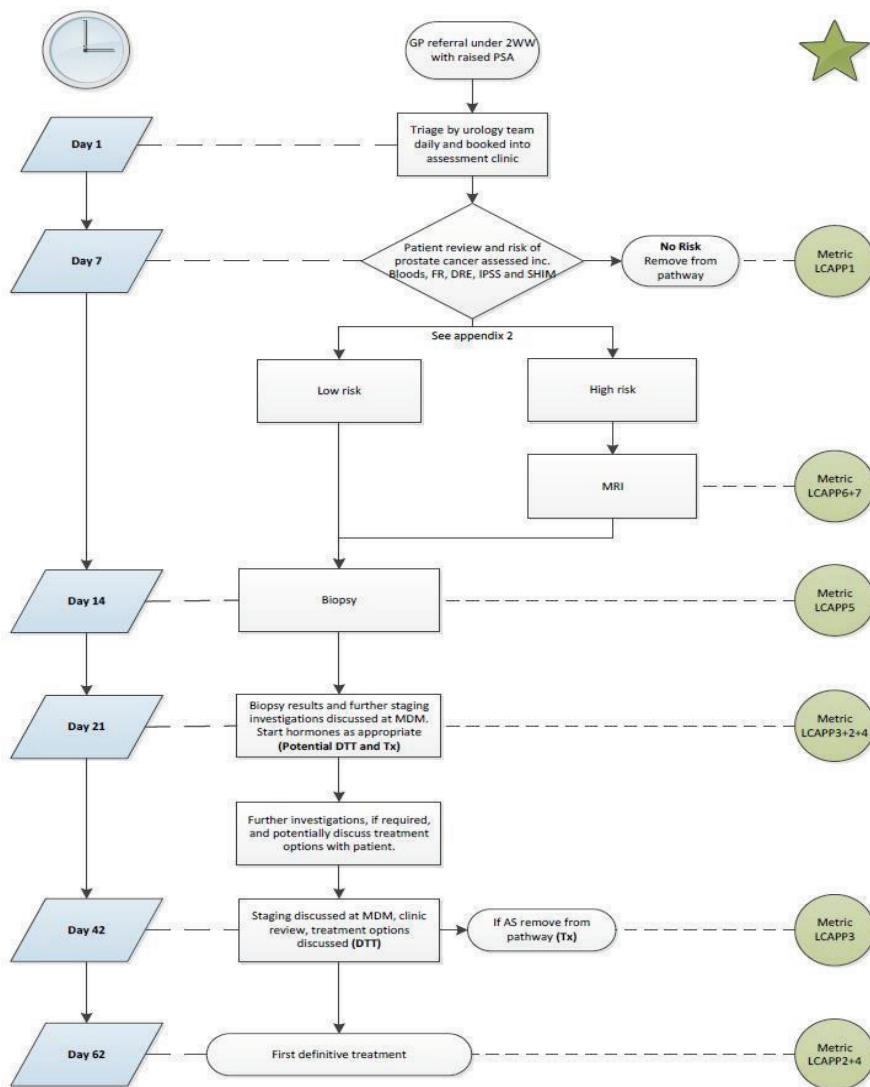 GP referral under 2WW
with raised PSA
Day 1
Triage by urology team
daily and booked into
assessment clinic
Day 7
Patient review and risk of
prostate cancer assessed inc.
Bloods, FR, DRE, IPSS and SHIM
No Risk
Remove from
pathway
Metric
LCAPP1
See appendix 2
Low risk
High risk
MRI
Metric
LCAPP6+7
Day 14
Biopsy
Metric
LCAPP5
Day 21
Biopsy results and further staging
investigations discussed at MDM.
Start hormones as appropriate
(Potential DTT and Tx)
Metric
LCAPP3+2+4
Further investigations, if required,
and potentially discuss treatment
options with patient.
Day 42
Staging discussed at MDM, clinic
review, treatment options
discussed (DTT)
If AS remove from
pathway (Tx)
Metric
LCAPP3
Day 62
First definitive treatment
Metric
LCAPP2+4